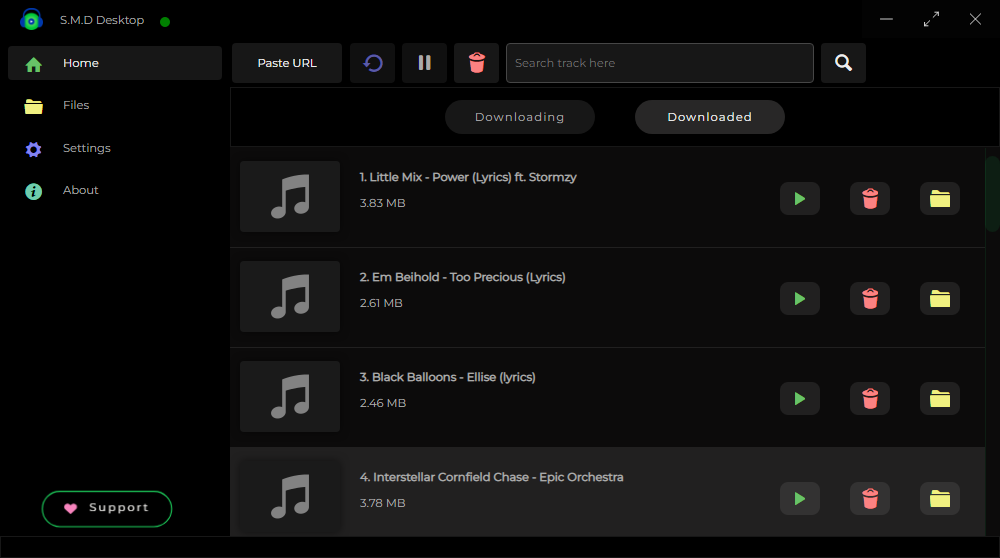 S.M.D Desktop
Home
Files
Settings
About
Support
Paste URL
Search track here
Downloading
Downloaded
1. Little Mix - Power (Lyrics) ft. Stormzy
3.83 MB
2. Em Beihold - Too Precious (Lyrics)
2.61 MB
3. Black Balloons - Ellise (lyrics)
2.46 MB
4. Interstellar Cornfield Chase - Epic Orchestra
3.78 MB